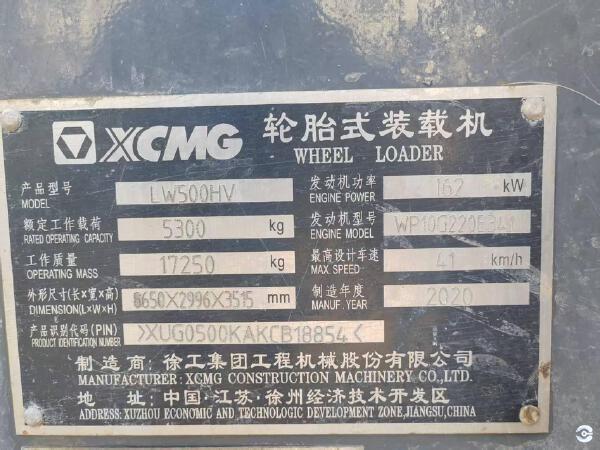 XCMG 轮胎式装载机
WHEEL LOADER
产品型号 LW500HV 发动机功率 162 kW
MODEL ENGINE POWER
额定工作载荷 5300 kg 发动机型号 WP10G220E341
RATED OPERATING CAPACITY ENGINE MODEL
工作质量 17250 kg 最高设计车速 41 km/h
OPERATING MASS MAX. SPEED
外形尺寸(长×宽×高) 8650×2996×3515 mm 制造年度 2020
DIMENSION(L×W×H) MANUF. YEAR
产品识别代码(PIN) >XUG0500KAKCB18854<
PRODUCT IDENTIFICATION NUMBER
制造商:徐工集团工程机械股份有限公司
MANUFACTURER: XCMG CONSTRUCTION MACHINERY CO.,LTD.
地 址:中国·江苏·徐州经济技术开发区
ADDRESS: XUZHOU ECONOMIC AND TECHNOLOGIC DEVELOPMENT ZONE, JIANGSU, CHINA